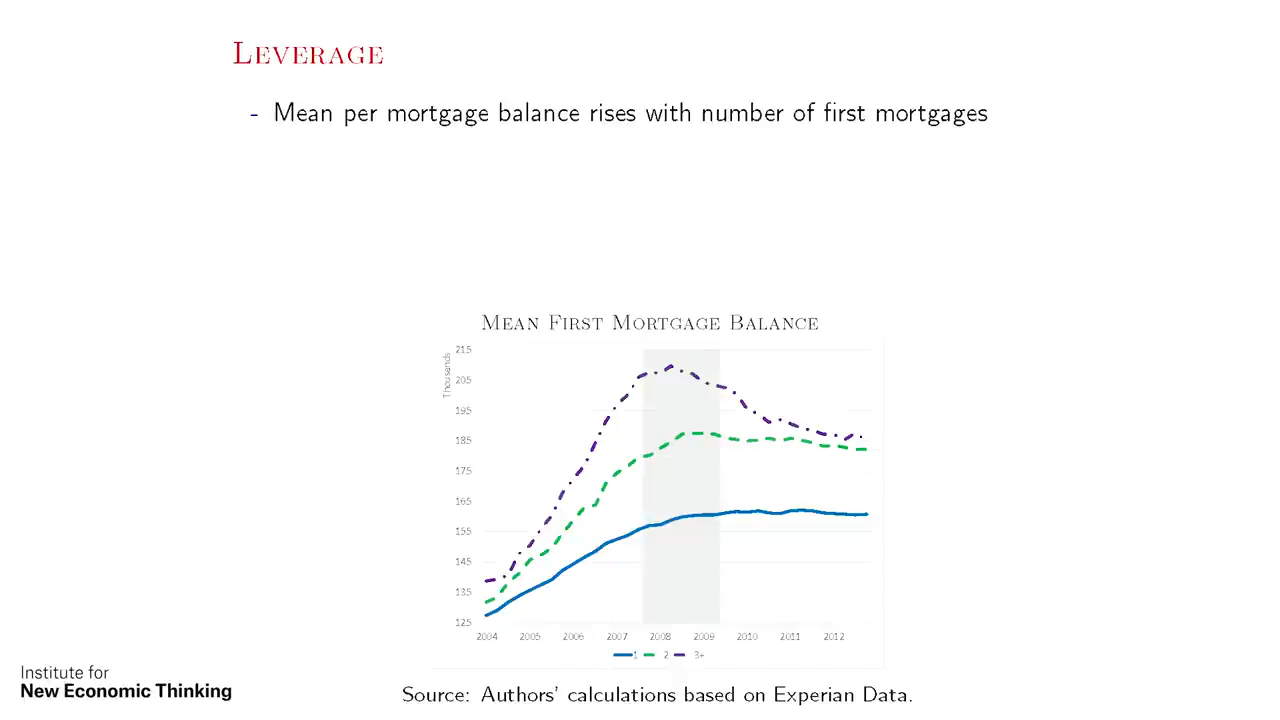 LEVERAGE
- Mean per mortgage balance rises with number of first mortgages
MEAN FIRST MORTGAGE BALANCE
Thousands
215
205
195
185
175
165
155
145
135
125
2004 2005 2006 2007 2008 2009 2010 2011 2012
1 2 3+
Institute for
New Economic Thinking
Source: Authors' calculations based on Experian Data.